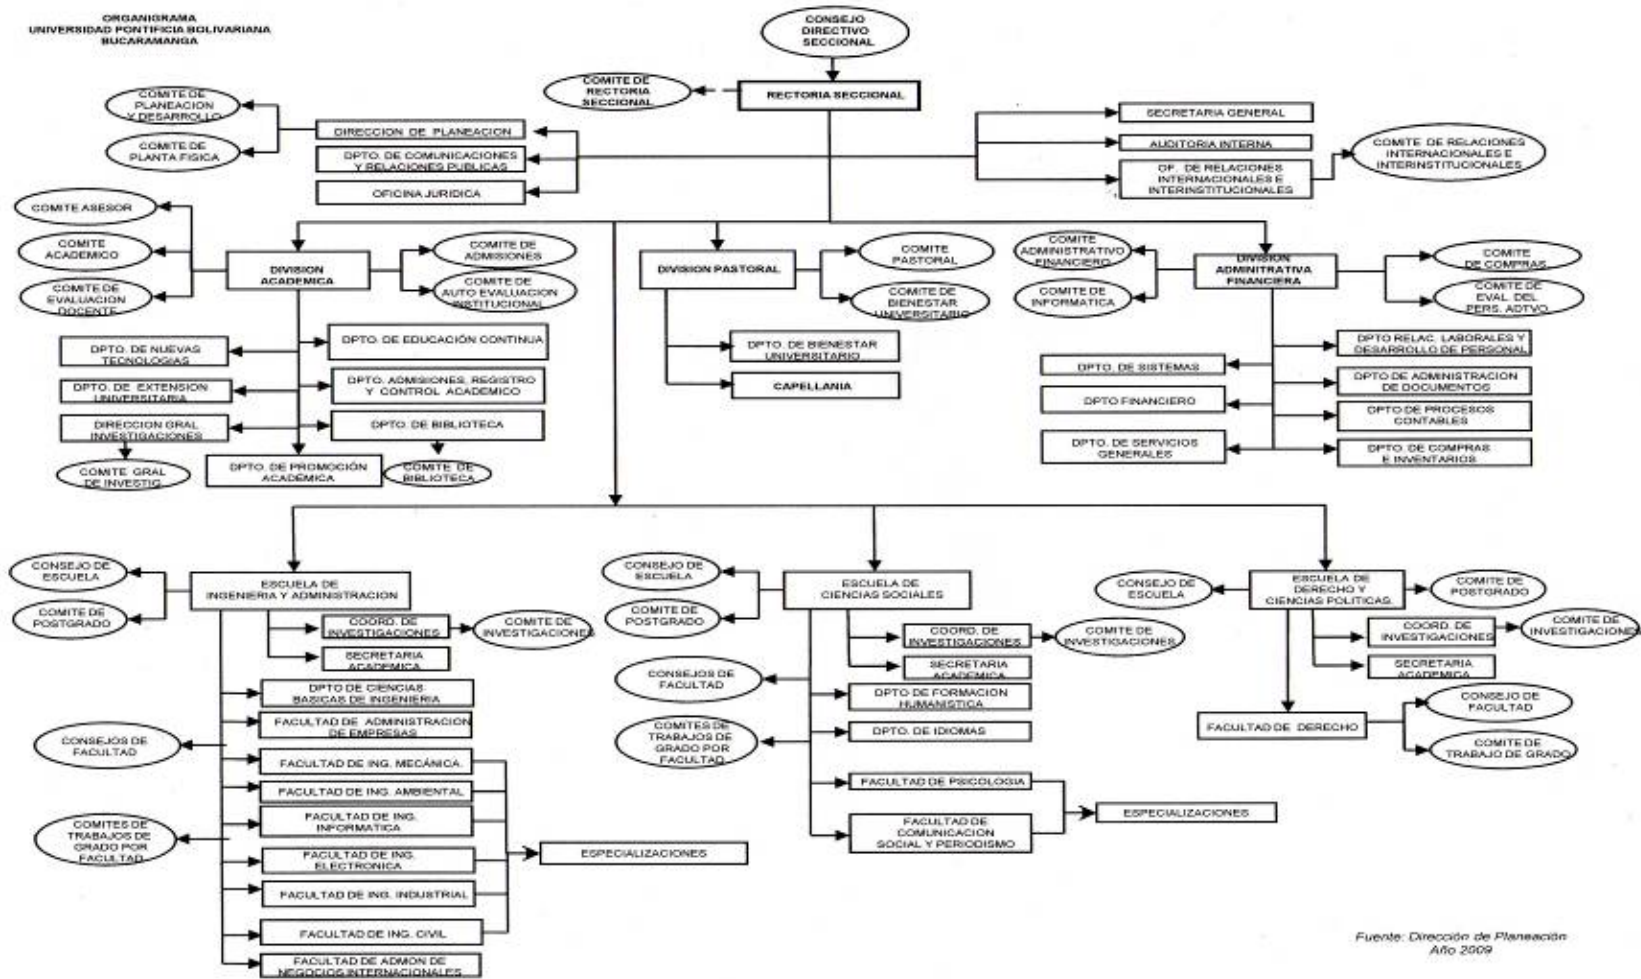 ORGANIGRAMA
UNIVERSIDAD PONTIFICIA BOLIVARIANA
BUCARAMANGA
CONSEJO
DIRECTIVO
SECCIONAL
COMITE DE
RECTORIA
SECCIONAL
RECTORIA SECCIONAL
COMITE DE
PLANEACION
Y DESARROLLO
COMITE DE
PLANTA FISICA
DIRECCION DE PLANEACION
DPTO. DE COMUNICACIONES
Y RELACIONES PUBLICAS
OFICINA JURIDICA
SECRETARIA GENERAL
AUDITORIA INTERNA
OF. DE RELACIONES
INTERNACIONALES E
INTERINSTITUCIONALES
COMITE DE RELACIONES
INTERNACIONALES E
INTERINSTITUCIONALES
COMITE ASESOR
COMITE
ACADEMICO
COMITE DE
EVALUACION
DOCENTE
DIVISION
ACADEMICA
COMITE DE
ADMISIONES
COMITE DE
AUTO EVALUACION
INSTITUCIONAL
DIVISION PASTORAL
COMITE
PASTORAL
COMITE DE
BIENESTAR
UNIVERSITARIO
COMITE
ADMINISTRATIVO
FINANCIERO
COMITE DE
INFORMATICA
DIVISION
ADMINITRATIVA
FINANCIERA
COMITE
DE COMPRAS
COMITE DE
EVAL. DEL
PERS. ADTVO
DPTO. DE NUEVAS
TECNOLOGIAS
DPTO. DE EXTENSION
UNIVERSITARIA
DIRECCION GRAL
INVESTIGACIONES
COMITE GRAL
DE INVESTIG.
DPTO. DE EDUCACIÓN CONTINUA
DPTO. ADMISIONES, REGISTRO
Y CONTROL ACADEMICO
DPTO. DE BIBLIOTECA
DPTO. DE PROMOCIÓN
ACADÉMICA
COMITE DE
BIBLIOTECA
DPTO. DE BIENESTAR
UNIVERSITARIO
CAPELLANIA
DPTO. DE SISTEMAS
DPTO FINANCIERO
DPTO. DE SERVICIOS
GENERALES
DPTO RELAC. LABORALES Y
DESARROLLO DE PERSONAL
DPTO DE ADMINISTRACION
DE DOCUMENTOS
DPTO DE PROCESOS
CONTABLES
DPTO. DE COMPRAS
E INVENTARIOS
CONSEJO DE
ESCUELA
COMITE DE
POSTGRADO
ESCUELA DE
INGENIERIA Y ADMINISTRACION
COORD. DE
INVESTIGACIONES
COMITE DE
INVESTIGACIONES
SECRETARIA
ACADEMICA
DPTO DE CIENCIAS
BASICAS DE INGENIERIA
FACULTAD DE ADMINISTRACION
DE EMPRESAS
CONSEJOS DE
FACULTAD
FACULTAD DE ING. MECÁNICA.
FACULTAD DE ING. AMBIENTAL
FACULTAD DE ING.
INFORMATICA
COMITES DE
TRABAJOS DE
GRADO POR
FACULTAD
FACULTAD DE ING.
ELECTRONICA
FACULTAD DE ING. INDUSTRIAL
FACULTAD DE ING. CIVIL
FACULTAD DE ADMON DE
NEGOCIOS INTERNACIONALES
ESPECIALIZACIONES
CONSEJO DE
ESCUELA
COMITE DE
POSTGRADO
ESCUELA DE
CIENCIAS SOCIALES
COORD. DE
INVESTIGACIONES
COMITE DE
INVESTIGACIONES
SECRETARIA
ACADEMICA
CONSEJOS DE
FACULTAD
DPTO DE FORMACION
HUMANISTICA
DPTO. DE IDIOMAS
COMITES DE
TRABAJOS DE
GRADO POR
FACULTAD
FACULTAD DE PSICOLOGIA
FACULTAD DE
COMUNICACION
SOCIAL Y PERIODISMO
ESPECIALIZACIONES
CONSEJO DE
ESCUELA
ESCUELA DE
DERECHO Y
CIENCIAS POLITICAS.
COMITE DE
POSTGRADO
COORD. DE
INVESTIGACIONES
COMITE DE
INVESTIGACIONES
SECRETARIA
ACADEMICA
FACULTAD DE DERECHO
CONSEJO DE
FACULTAD
COMITE DE
TRABAJO DE GRADO
Fuente: Dirección de Planeación
Año 2009